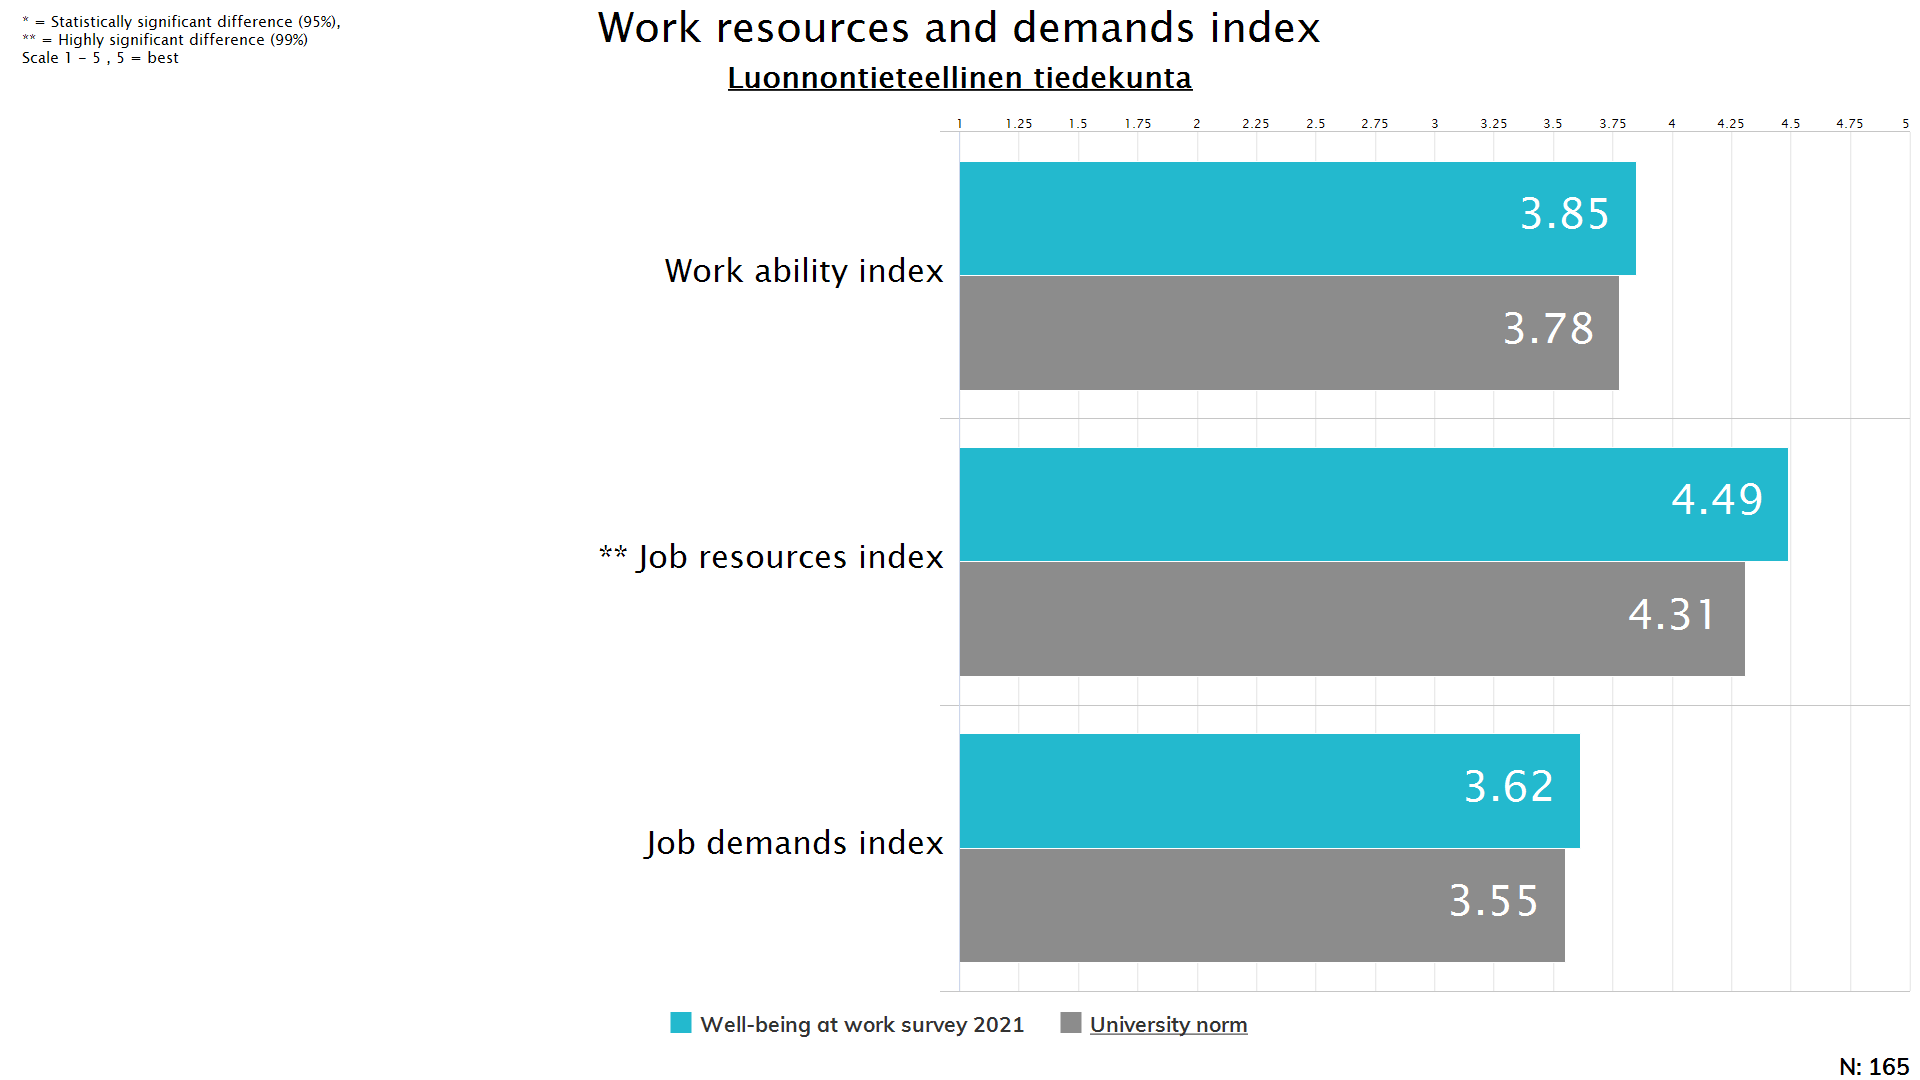 * = Statistically significant difference (95%),
** = Highly significant difference (99%)
Scale 1 - 5 , 5 = best
Work resources and demands index
Luonnontieteellinen tiedekunta
1 1.25 1.5 1.75 2 2.25 2.5 2.75 3 3.25 3.5 3.75 4 4.25 4.5 4.75 5
3.85
Work ability index
3.78
4.49
** Job resources index
4.31
3.62
Job demands index
3.55
Well-being at work survey 2021 University norm
N: 165